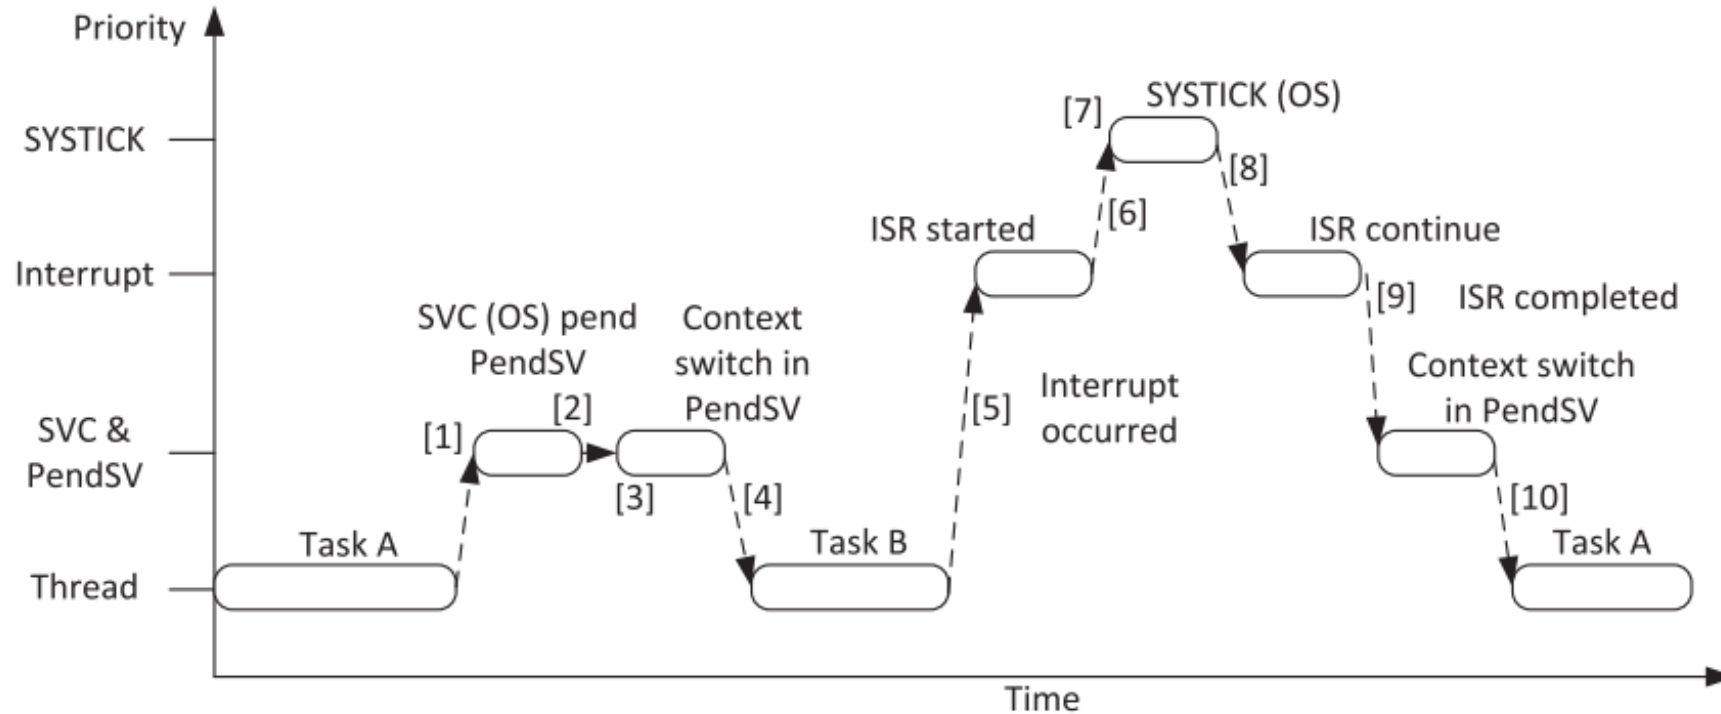 Priority
SYSTICK (OS)
[7]
SYSTICK
[8]
[6]
ISR started
ISR continue
Interrupt
[9]
ISR completed
SVC (OS) pend
PendSV
[2]
Context
switch in
PendSV
Interrupt
occurred
[5]
Context switch
in PendSV
SVC &
PendSV
[1]
[3]
[4]
[10]
Task A
Task B
Task A
Thread
Time